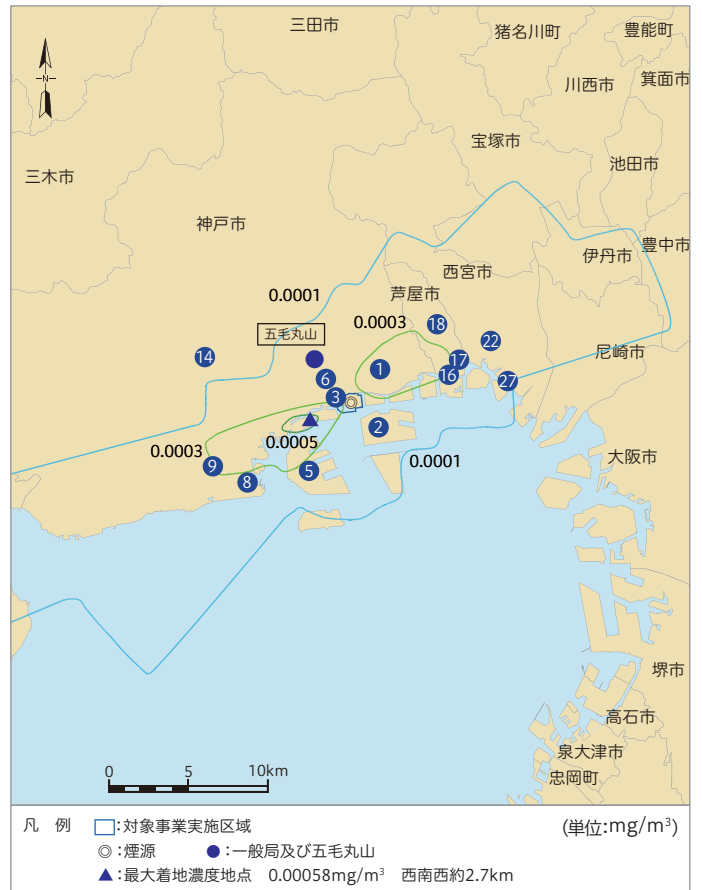 三田市
猪名川町
豊能町
N
川西市
箕面市
宝塚市
三木市
池田市
神戸市
豊中市
西宮市
伊丹市
芦屋市
0.0001
0.0003
五毛丸山
18
22
尼崎市
14
17
1
16
6
27
3
0.0005
2
0.0003
0.0001
大阪市
9
5
8
堺市
高石市
泉大津市
忠岡町
0 5 10km
凡 例 :対象事業実施区域 (単位:mg/m³)
◎:煙源 ●:一般局及び五毛丸山
▲:最大着地濃度地点 0.00058mg/m³ 西南西約2.7km